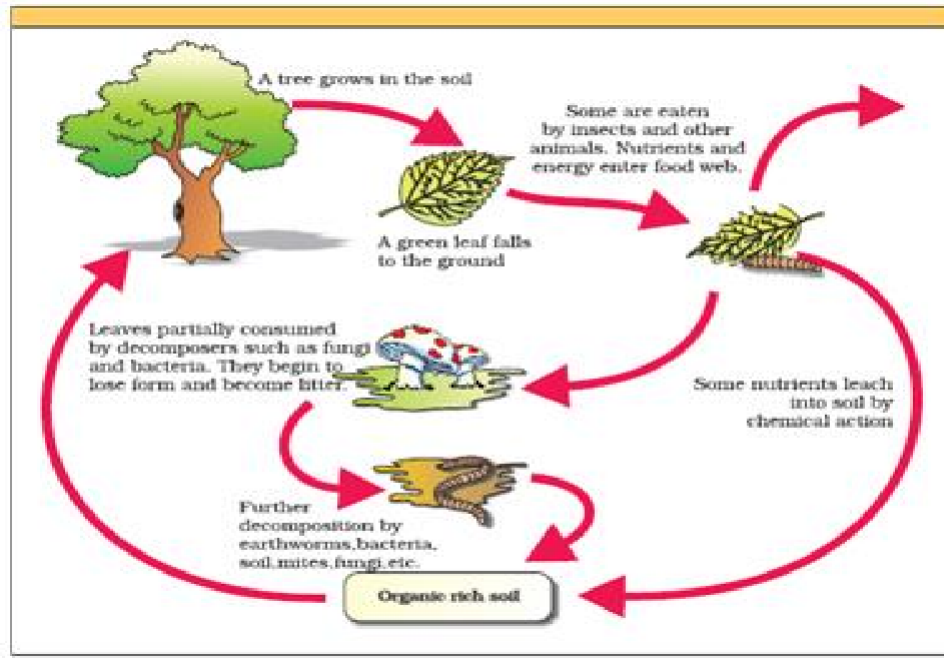 A tree grows in the soil
Some are eaten
by insects and other
animals. Nutrients and
energy enter food web.
A green leaf falls
to the ground
Leaves partially consumed
by decomposers such as fungi
and bacteria. They begin to
lose form and become litter.
Some nutrients leach
into soil by
chemical action
Further
decomposition by
earthworms,bacteria,
soil,mites,fungi,etc.
Organic rich soil